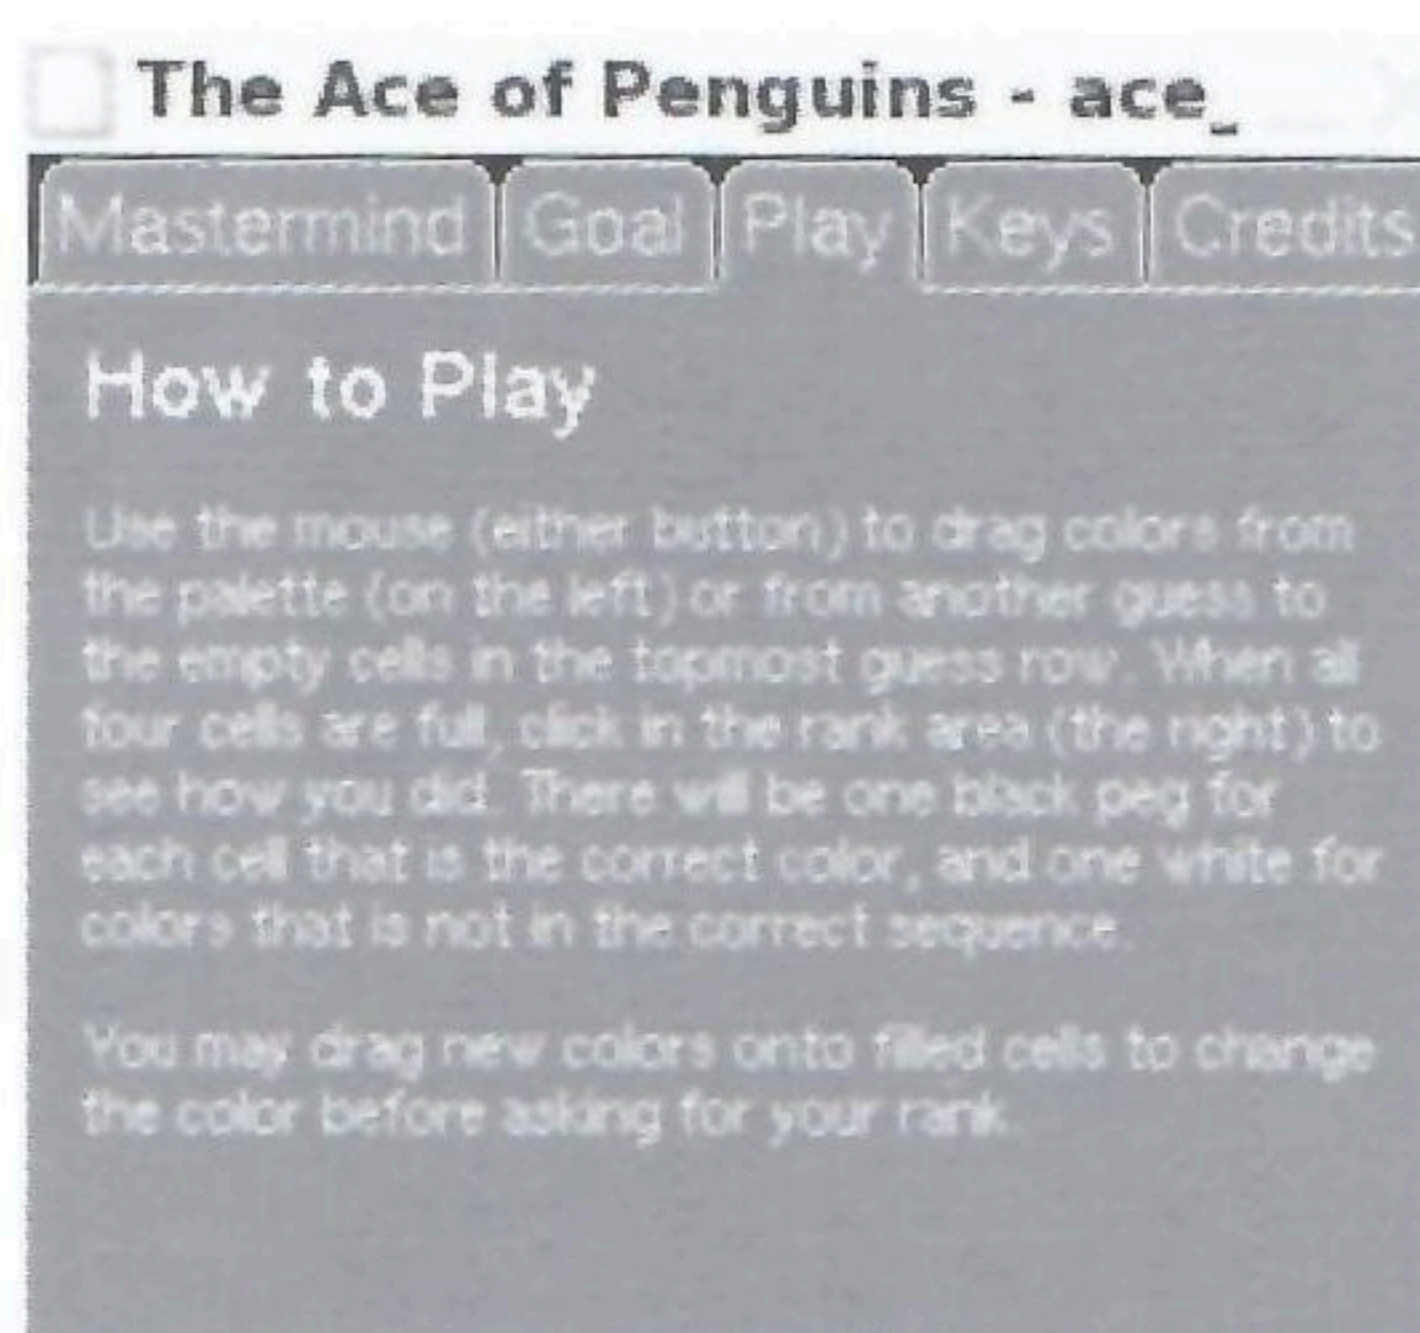 The Ace of Penguins - ace_
Mastermind Goal Play Keys Credits
How to Play
Use the mouse (either button) to drag colors from
the palette (on the left) or from another guess to
the empty cells in the topmost guess row. When all
four cells are full, click in the rank area (the right) to
see how you did. There will be one black peg for
each cell that is the correct color, and one white for
colors that is not in the correct sequence.
You may drag new colors onto filled cells to change
the color before asking for your rank.